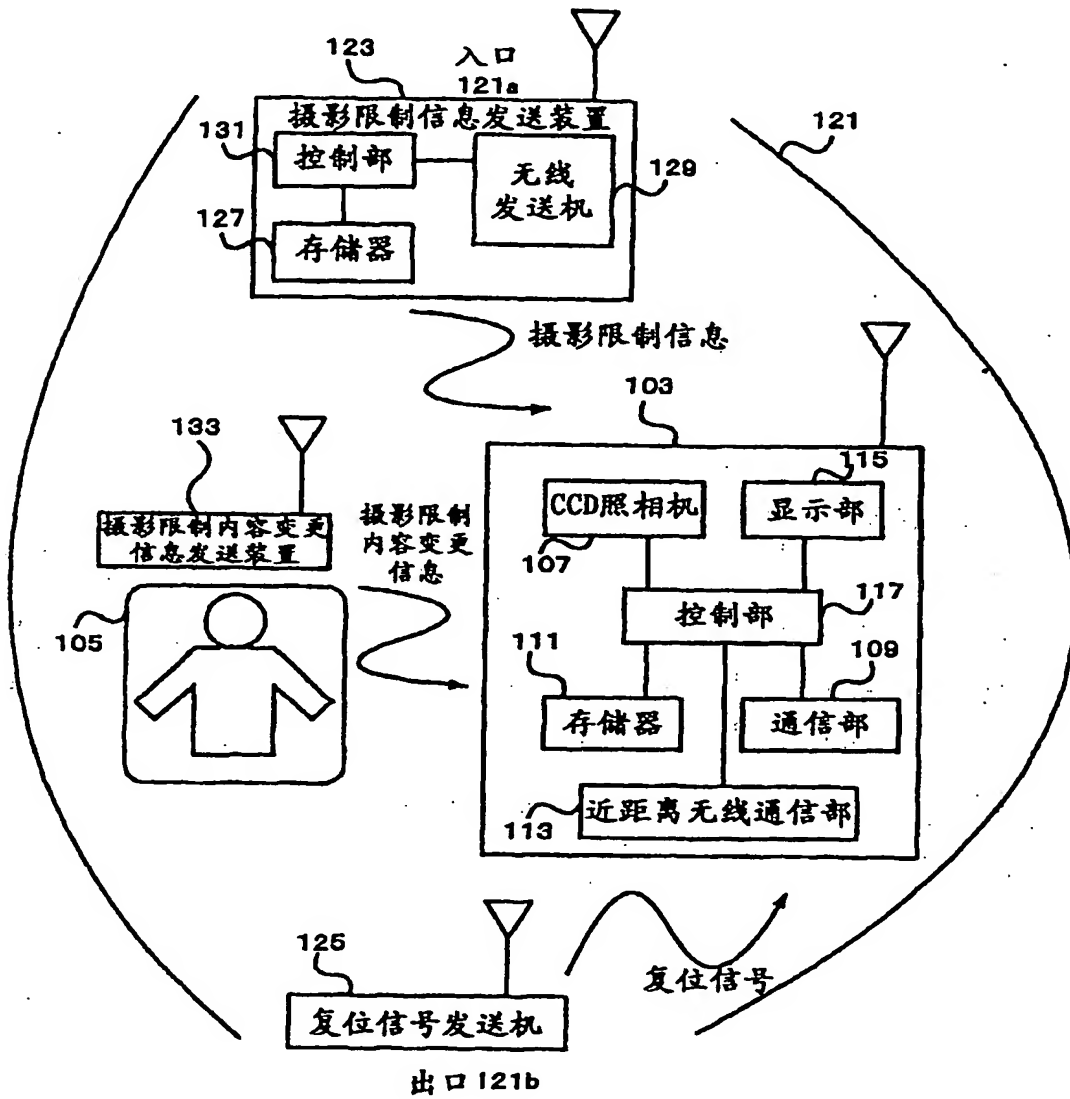 123
入口
121a
摄影限制信息发送装置
131
控制部
无线
发送机
129
127
存储器
121
摄影限制信息
103
133
摄影限制内容变更
信息发送装置
摄影限制
内容变更
信息
115
CCD照相机
显示部
107
控制部
117
105
111
109
存储器
通信部
近距离无线通信部
113
125
复位信号
复位信号发送机
出口121b